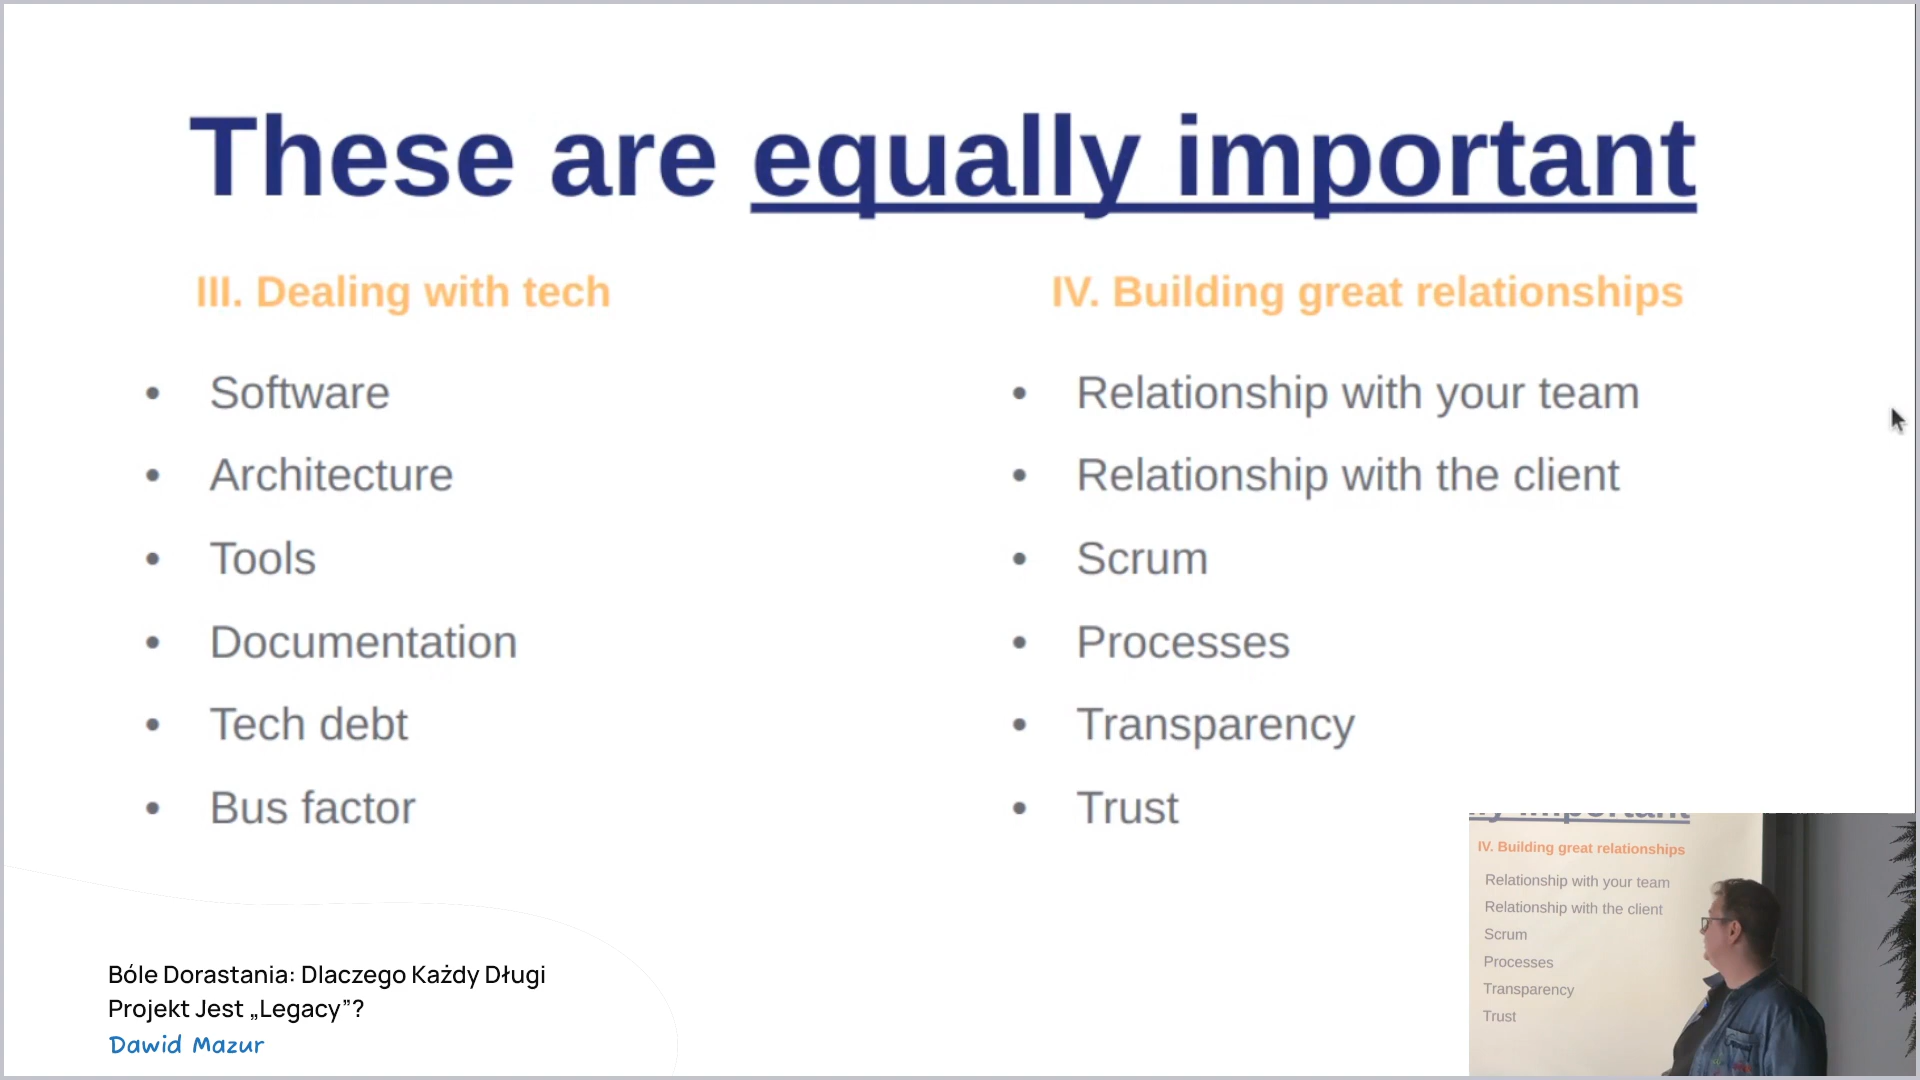 These are equally important
III. Dealing with tech
• Software
• Architecture
• Tools
• Documentation
• Tech debt
• Bus factor
IV. Building great relationships
• Relationship with your team
• Relationship with the client
• Scrum
• Processes
• Transparency
• Trust
Bóle Dorastania: Dlaczego Każdy Długi
Projekt Jest „Legacy”?
Dawid Mazur
important
IV. Building great relationships
Relationship with your team
Relationship with the client
Scrum
Processes
Transparency
Trust